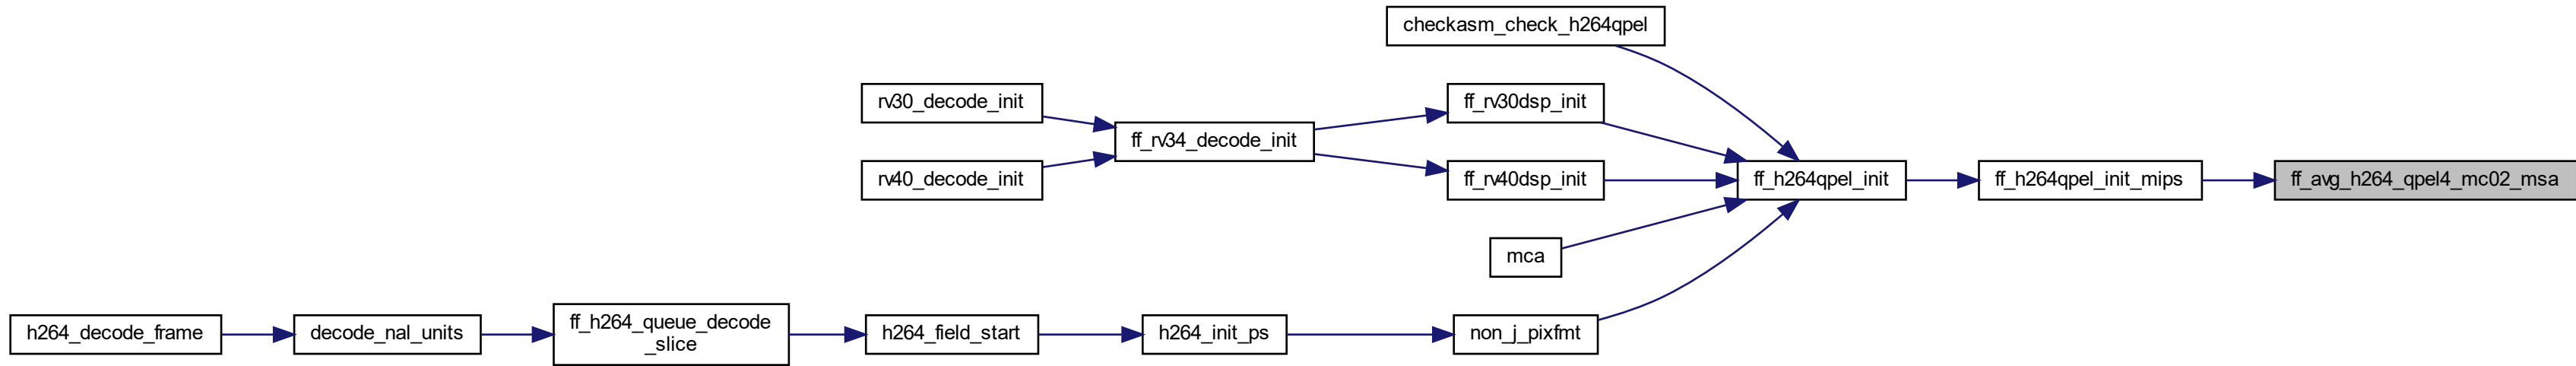 checkasm_check_h264qpel
rv30_decode_init
ff_rv30dsp_init
ff_rv34_decode_init
rv40_decode_init
ff_rv40dsp_init
ff_h264qpel_init
ff_h264qpel_init_mips
ff_avg_h264_qpel4_mc02_msa
mca
h264_decode_frame
decode_nal_units
ff_h264_queue_decode
_slice
h264_field_start
h264_init_ps
non_j_pixfmt